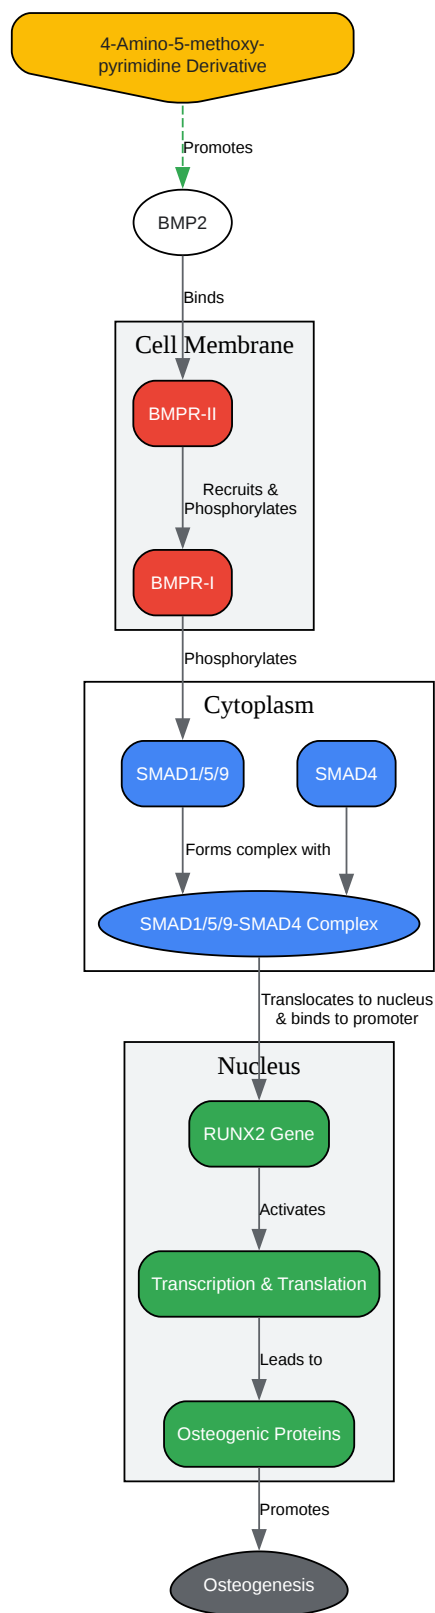 4-Amino-5-methoxy-
pyrimidine Derivative
Promotes
BMP2
Binds
Cell Membrane
BMPR-II
Recruits &
Phosphorylates
BMPR-I
Phosphorylates
Cytoplasm
SMAD1/5/9
SMAD4
Forms complex with
SMAD1/5/9-SMAD4 Complex
Translocates to nucleus
& binds to promoter
Nucleus
RUNX2 Gene
Activates
Transcription & Translation
Leads to
Osteogenic Proteins
Promotes
Osteogenesis